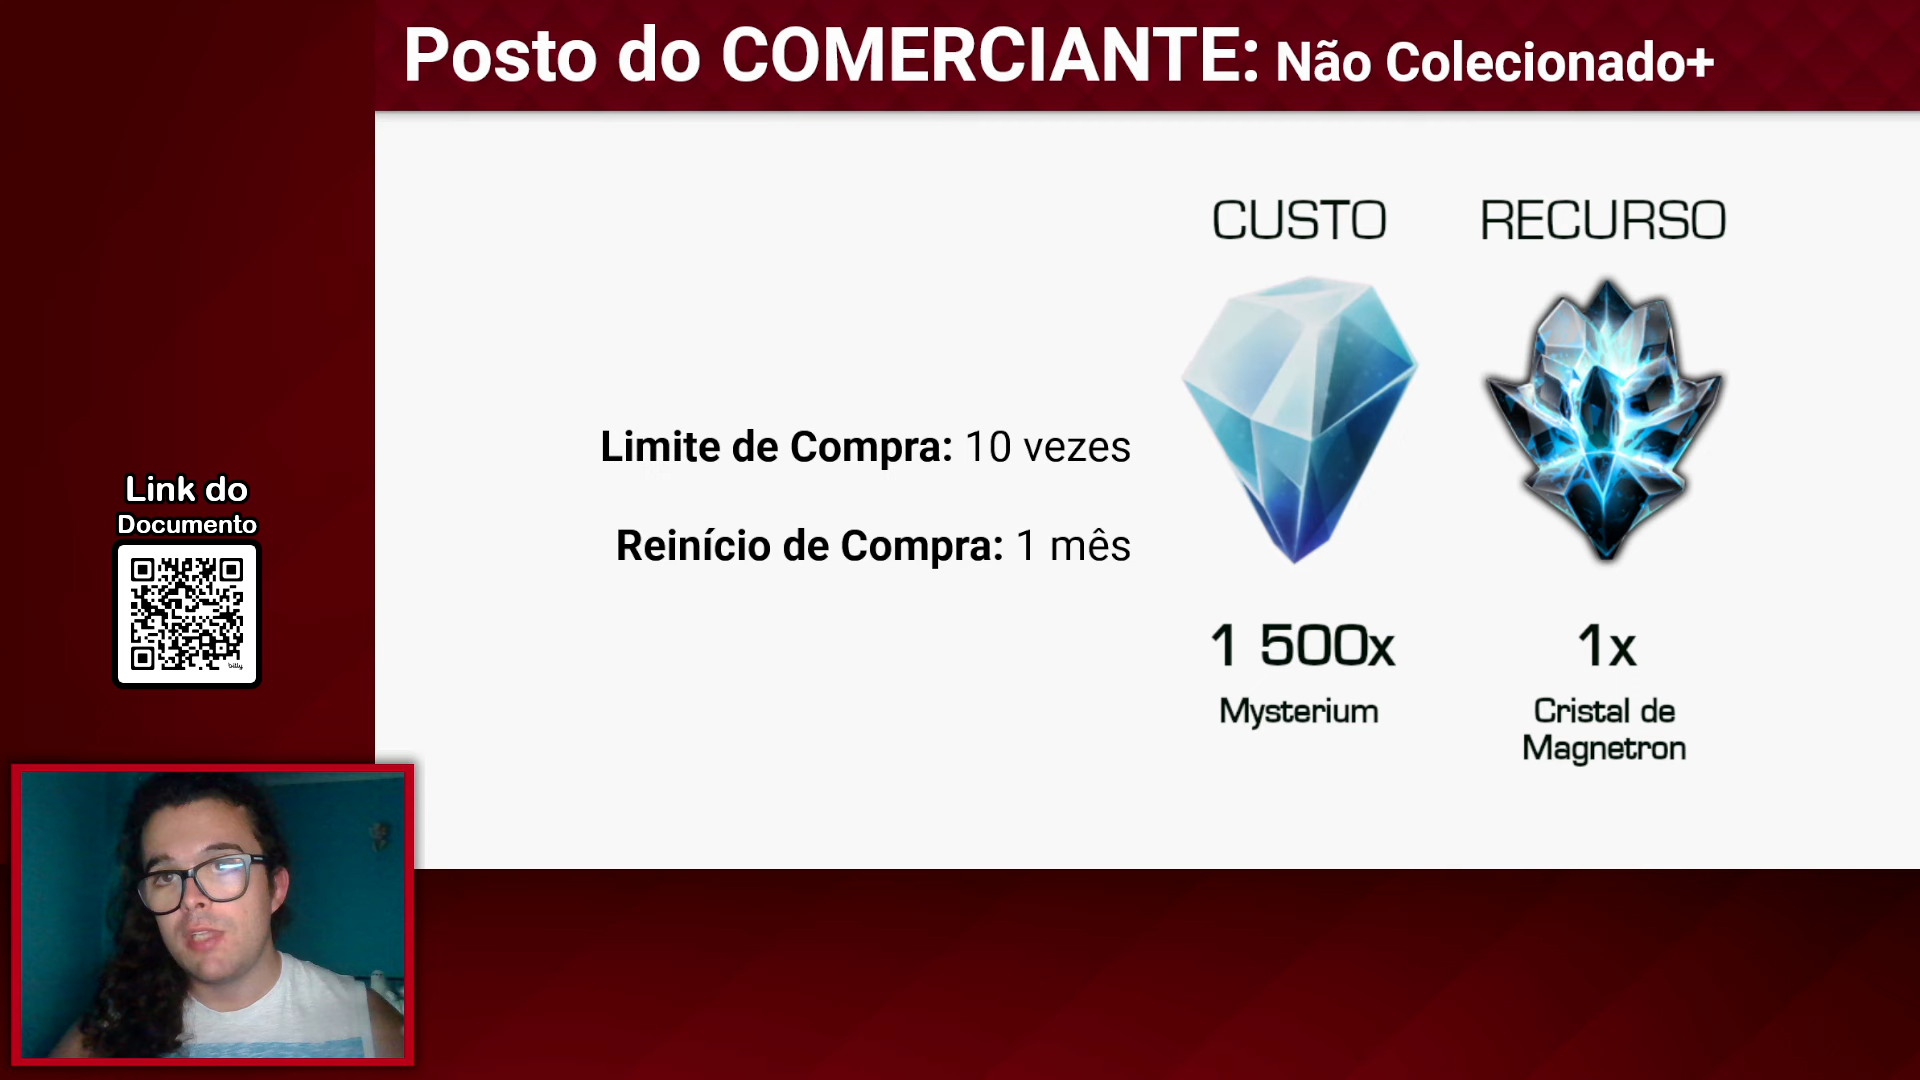 Posto do COMERCIANTE: Não Colecionado+
CUSTO
RECURSO
Limite de Compra: 10 vezes
Reinício de Compra: 1 mês
1 500x
Mysterium
1x
Cristal de
Magnetron
Link do
Documento
bitly